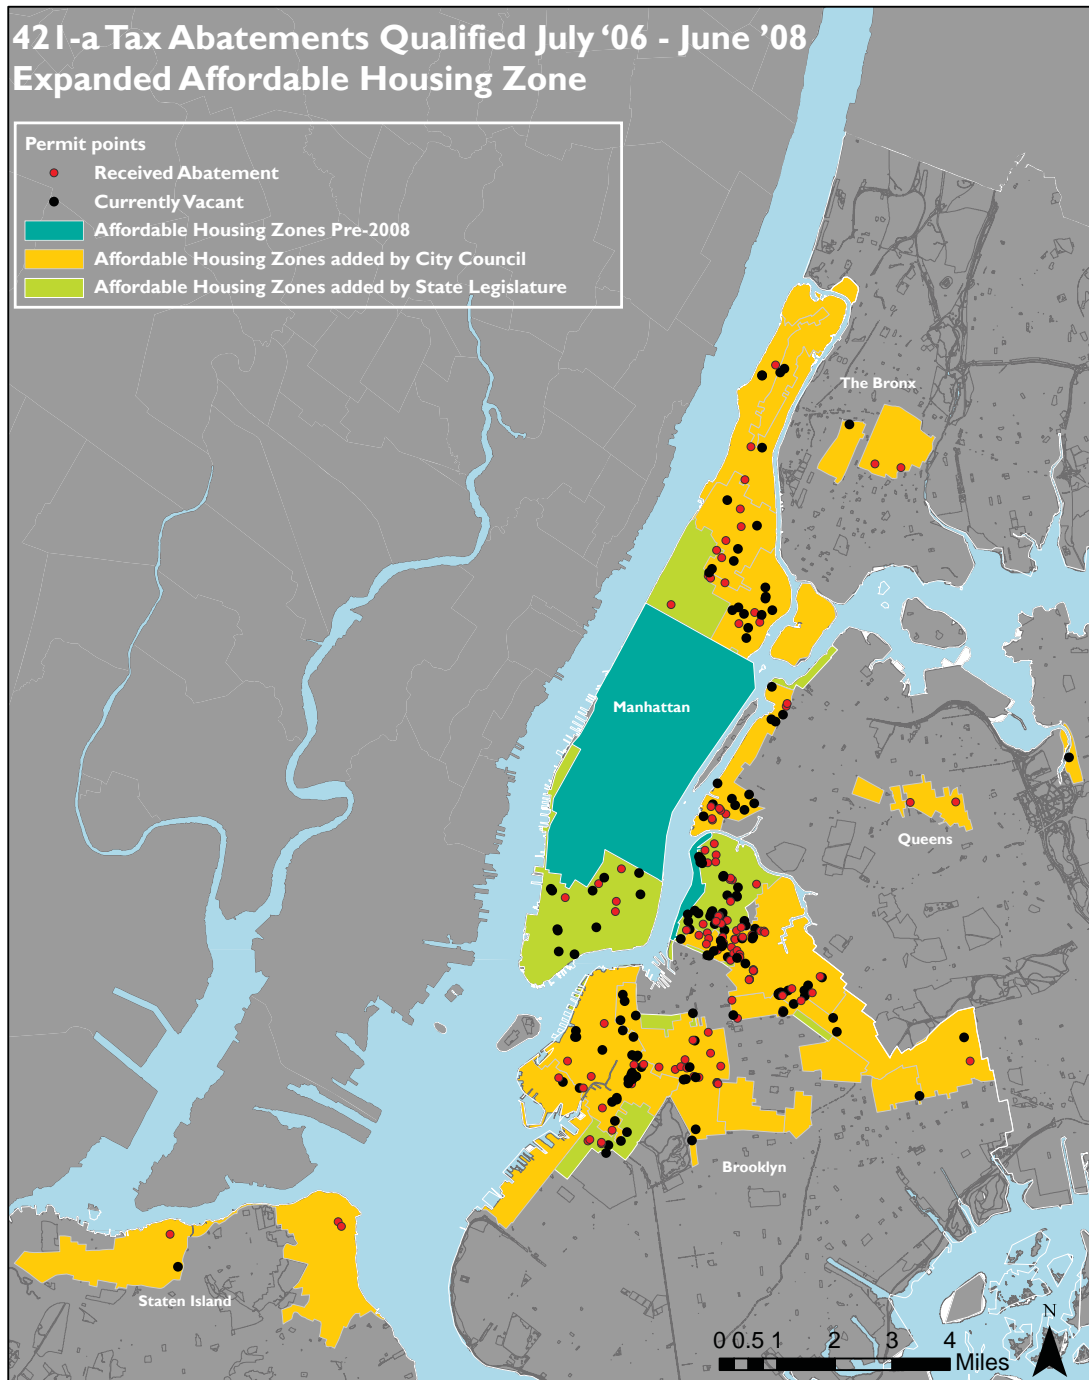 421-a Tax Abatements Qualified July ‘06 - June ’08
Expanded Affordable Housing Zone
Permit points
Received Abatement
Currently Vacant
Affordable Housing Zones Pre-2008
Affordable Housing Zones added by City Council
Affordable Housing Zones added by State Legislature
The Bronx
Manhattan
Queens
Brooklyn
Staten Island
N
0 0.5 1 2 3 4
Miles